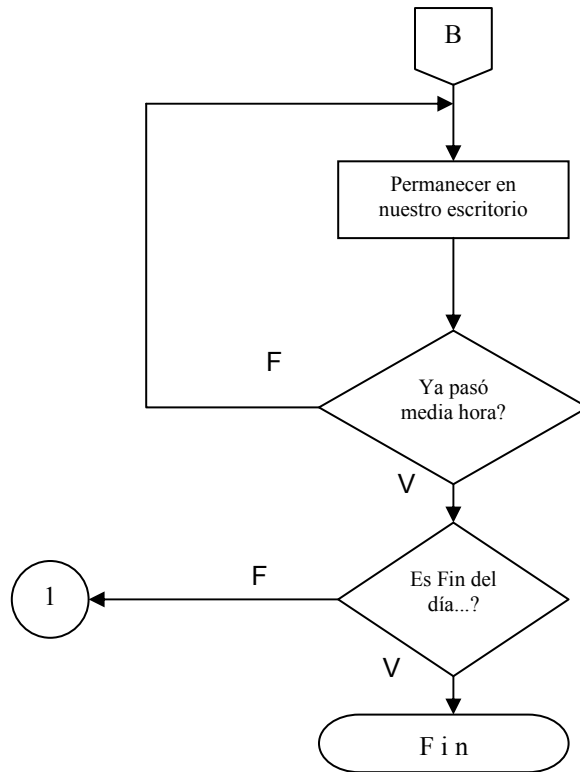 B
Permanecer en
nuestro escritorio
F
Ya pasó
media hora?
V
F
Es Fin del
día...?
1
V
F i n